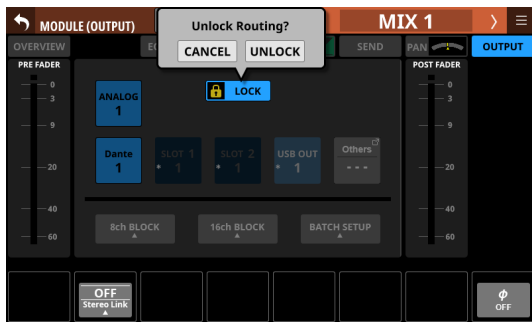 MODULE (OUTPUT)
Unlock Routing?
CANCEL
UNLOCK
MIX 1
OVERVIEW
SEND
PAN
OUTPUT
PRE FADER
POST FADER
LOCK
ANALOG
1
Dante
1
SLOT 1
1
SLOT 2
1
USB OUT
1
Others
---
0
3
9
20
40
60
0
3
9
20
40
60
8ch BLOCK
16ch BLOCK
BATCH SETUP
OFF
Stereo Link
ϕ
OFF